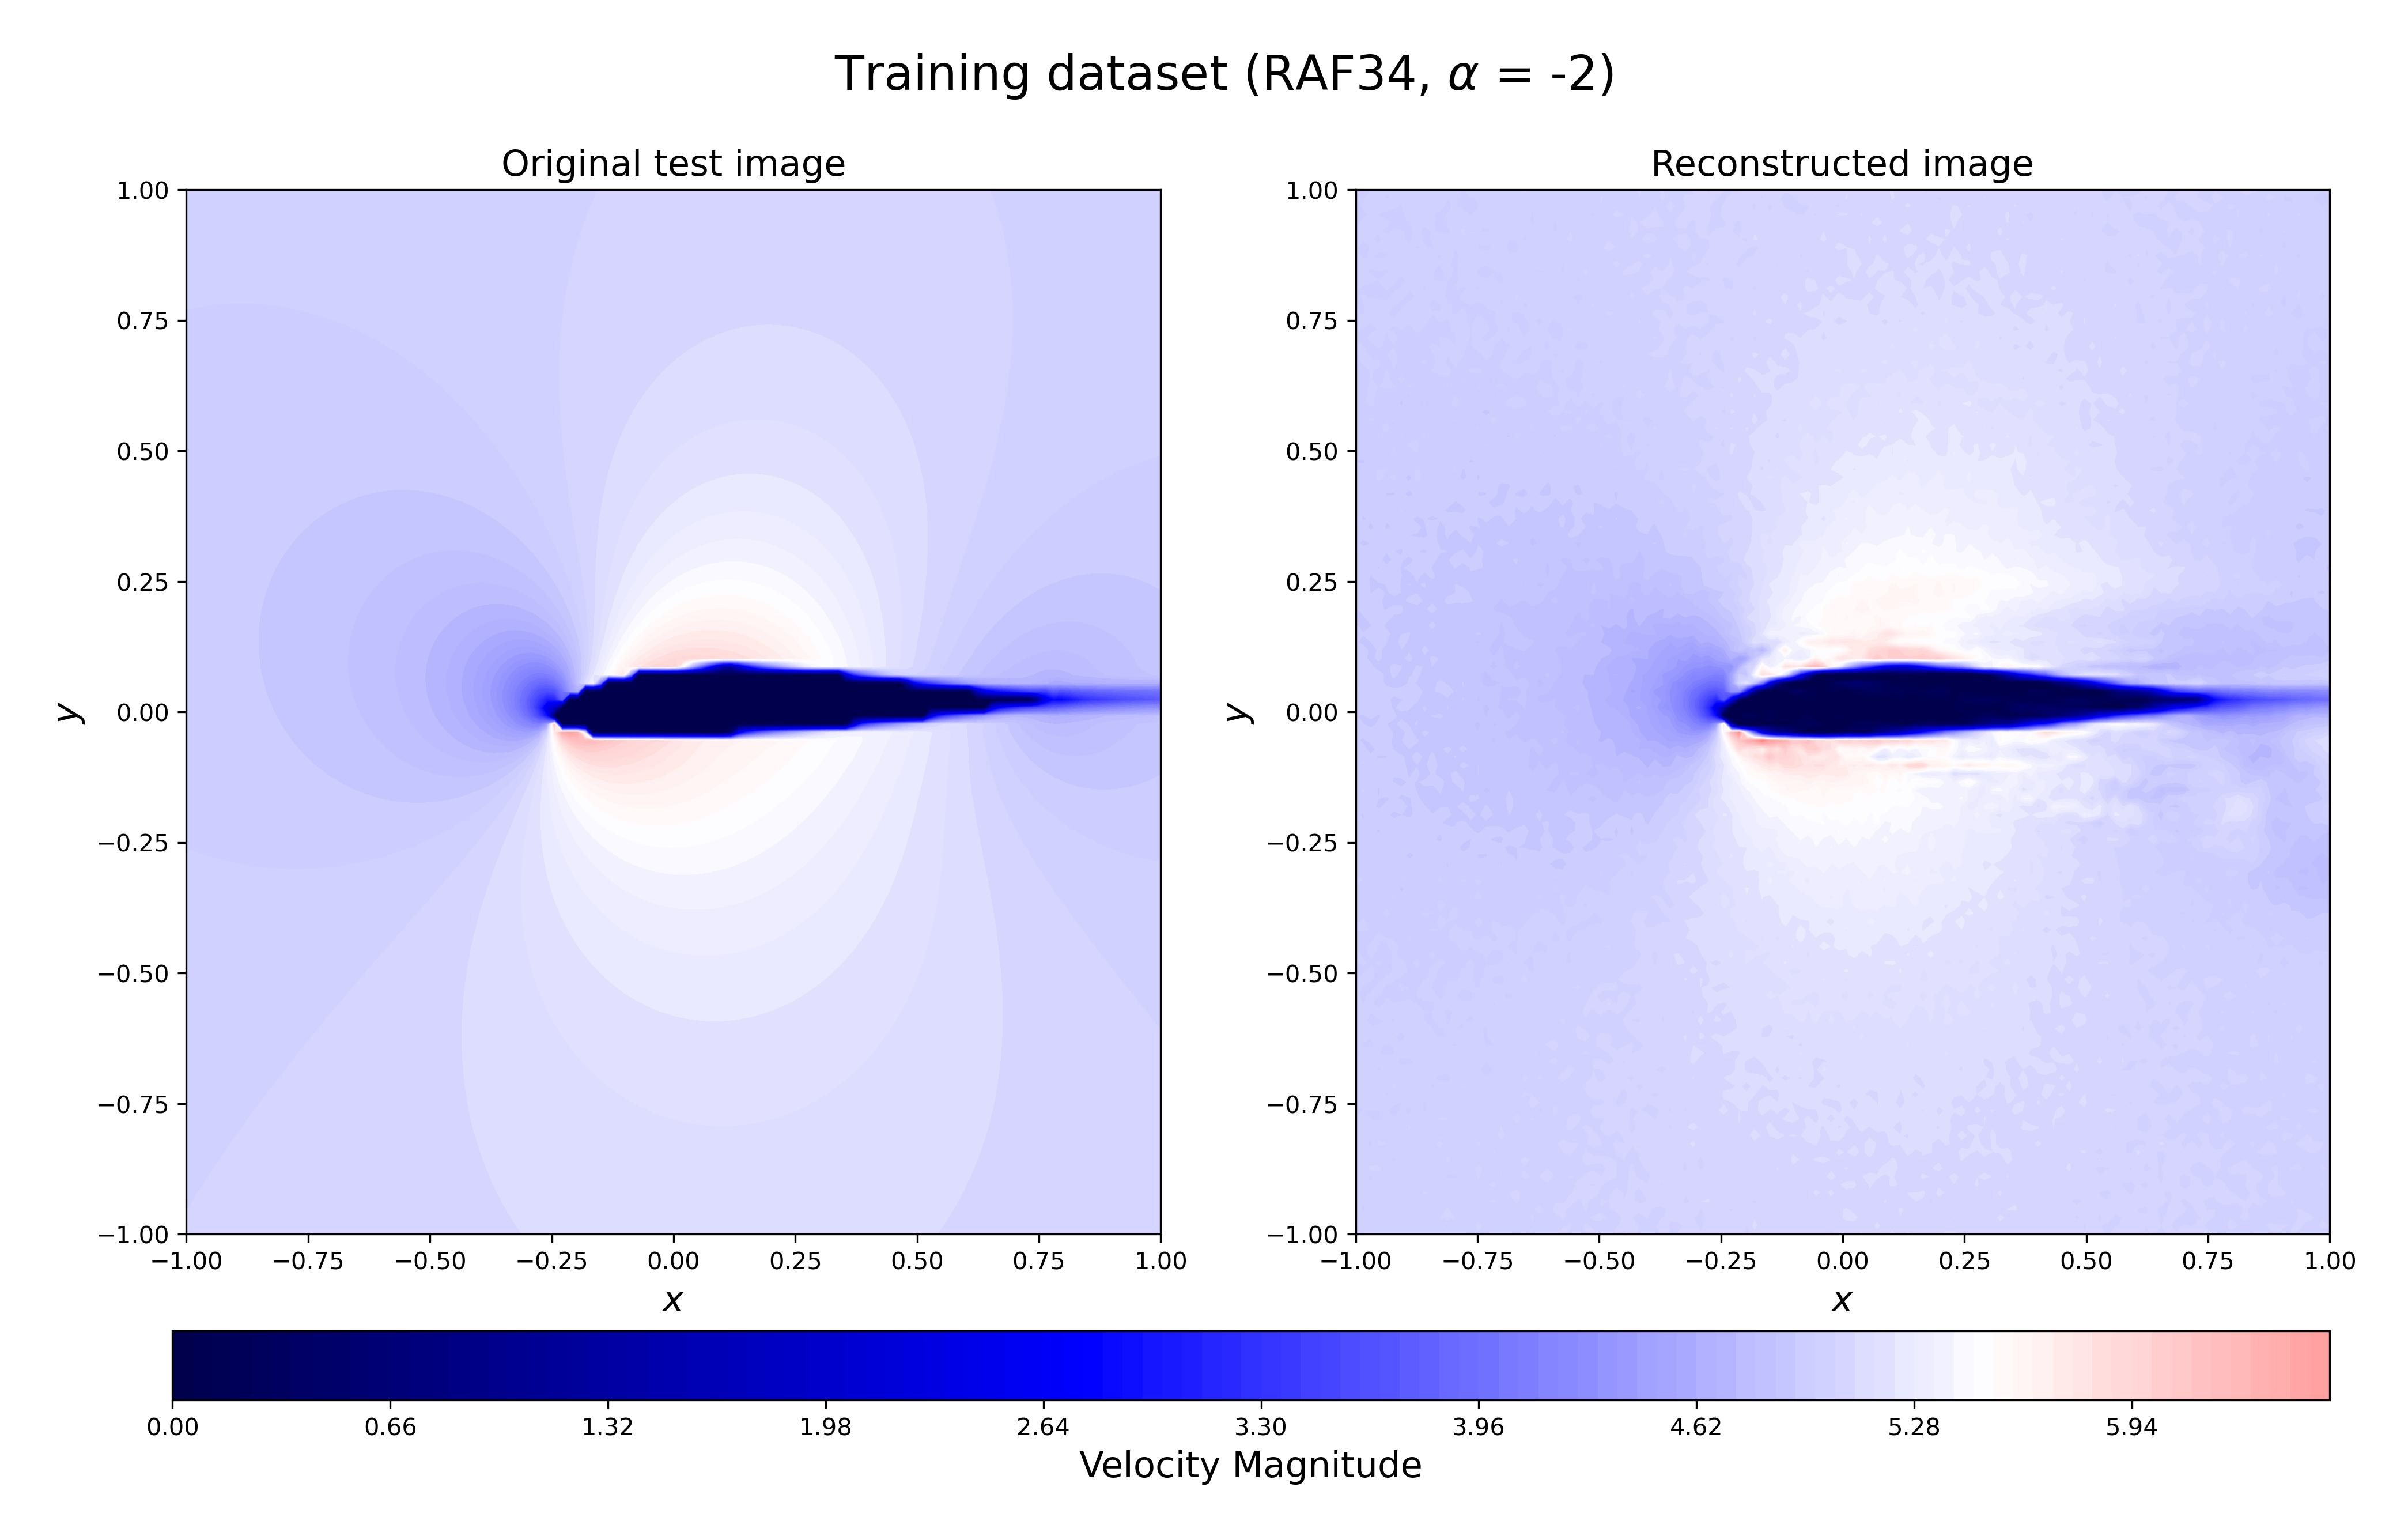 Training dataset (RAF34, α = -2)
Original test image
Reconstructed image
1.00
0.75
0.50
0.25
0.00
−0.25
−0.50
−0.75
−1.00
y
−1.00 −0.75 −0.50 −0.25 0.00 0.25 0.50 0.75 1.00
x
1.00
0.75
0.50
0.25
0.00
−0.25
−0.50
−0.75
−1.00
y
−1.00 −0.75 −0.50 −0.25 0.00 0.25 0.50 0.75 1.00
x
0.00 0.66 1.32 1.98 2.64 3.30 3.96 4.62 5.28 5.94
Velocity Magnitude